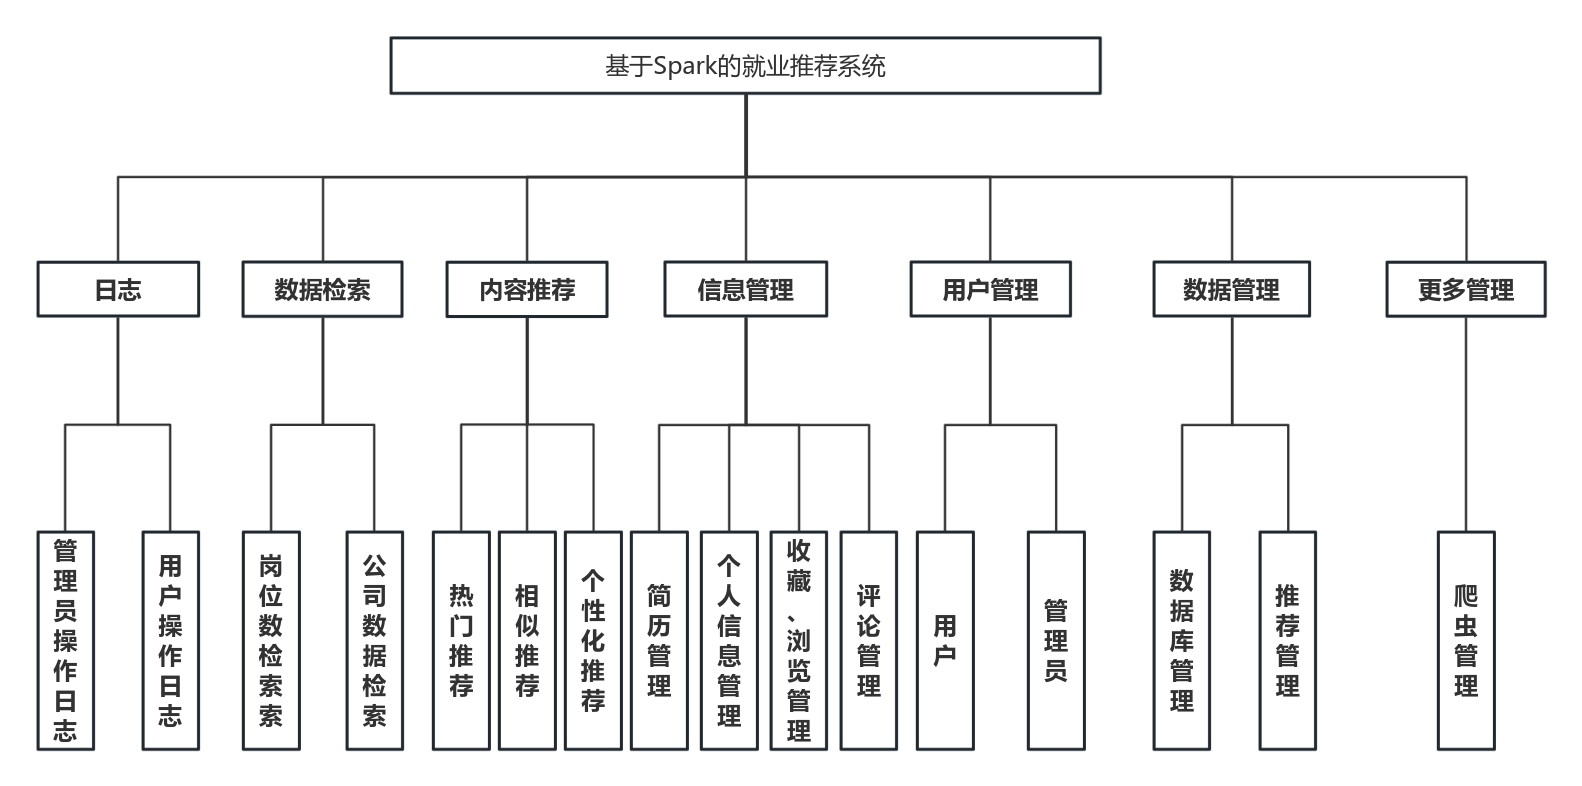 基于Spark的就业推荐系统
日志
数据检索
内容推荐
信息管理
用户管理
数据管理
更多管理
管理员操作日志
用户操作日志
岗位数检索索
公司数据检索
热门推荐
相似推荐
个性化推荐
简历管理
个人信息管理
收藏、浏览管理
评论管理
用户
管理员
数据库管理
推荐管理
爬虫管理